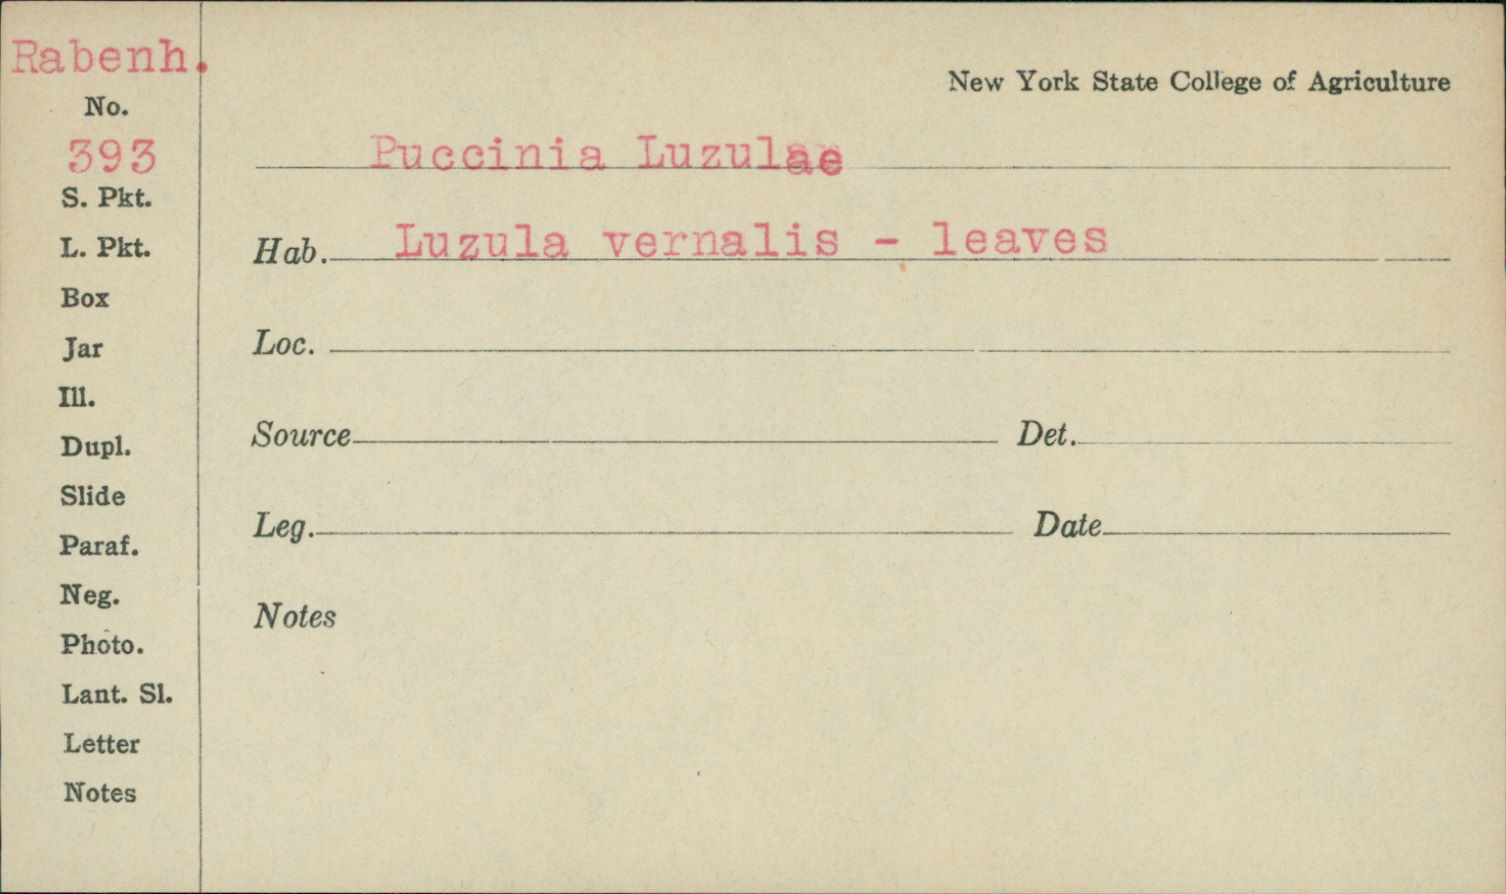 Rabenh.
No.
393
S. Pkt.
L. Pkt.
Box
Jar
Ill.
Dupl.
Slide
Paraf.
Neg.
Photo.
Lant. Sl.
Letter
Notes
New York State College of Agriculture
Puccinia Luzulae
Hab. Luzula vernalis - leaves
Loc.
Source Det.
Leg. Date
Notes